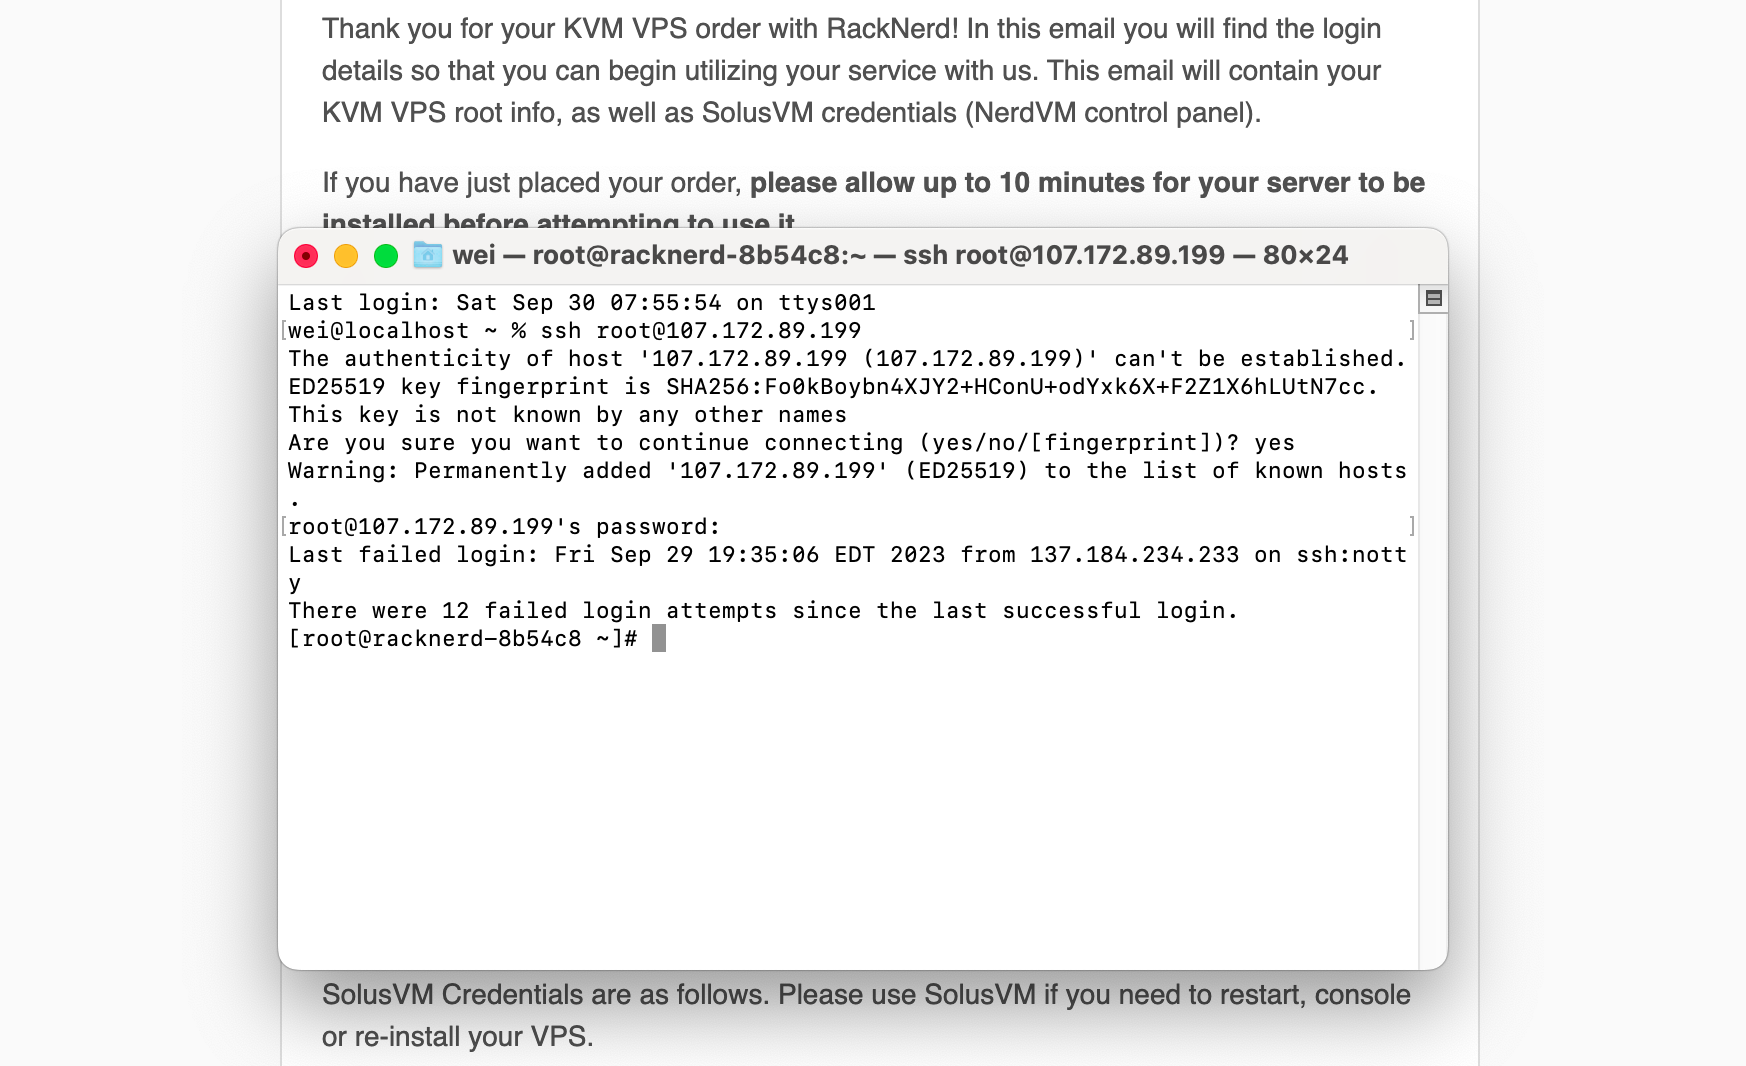 Thank you for your KVM VPS order with RackNerd! In this email you will find the login
details so that you can begin utilizing your service with us. This email will contain your
KVM VPS root info, as well as SolusVM credentials (NerdVM control panel).
If you have just placed your order, please allow up to 10 minutes for your server to be
installed before attempting to use it
wei — root@racknerd-8b54c8:~ — ssh root@107.172.89.199 — 80×24
Last login: Sat Sep 30 07:55:54 on ttys001
[wei@localhost ~ % ssh root@107.172.89.199 ]
The authenticity of host '107.172.89.199 (107.172.89.199)' can't be established.
ED25519 key fingerprint is SHA256:Fo0kBoybn4XJY2+HConU+odYxk6X+F2Z1X6hLUtN7cc.
This key is not known by any other names
Are you sure you want to continue connecting (yes/no/[fingerprint])? yes
Warning: Permanently added '107.172.89.199' (ED25519) to the list of known hosts
.
[root@107.172.89.199's password: ]
Last failed login: Fri Sep 29 19:35:06 EDT 2023 from 137.184.234.233 on ssh:nott
y
There were 12 failed login attempts since the last successful login.
[root@racknerd-8b54c8 ~]#
SolusVM Credentials are as follows. Please use SolusVM if you need to restart, console
or re-install your VPS.